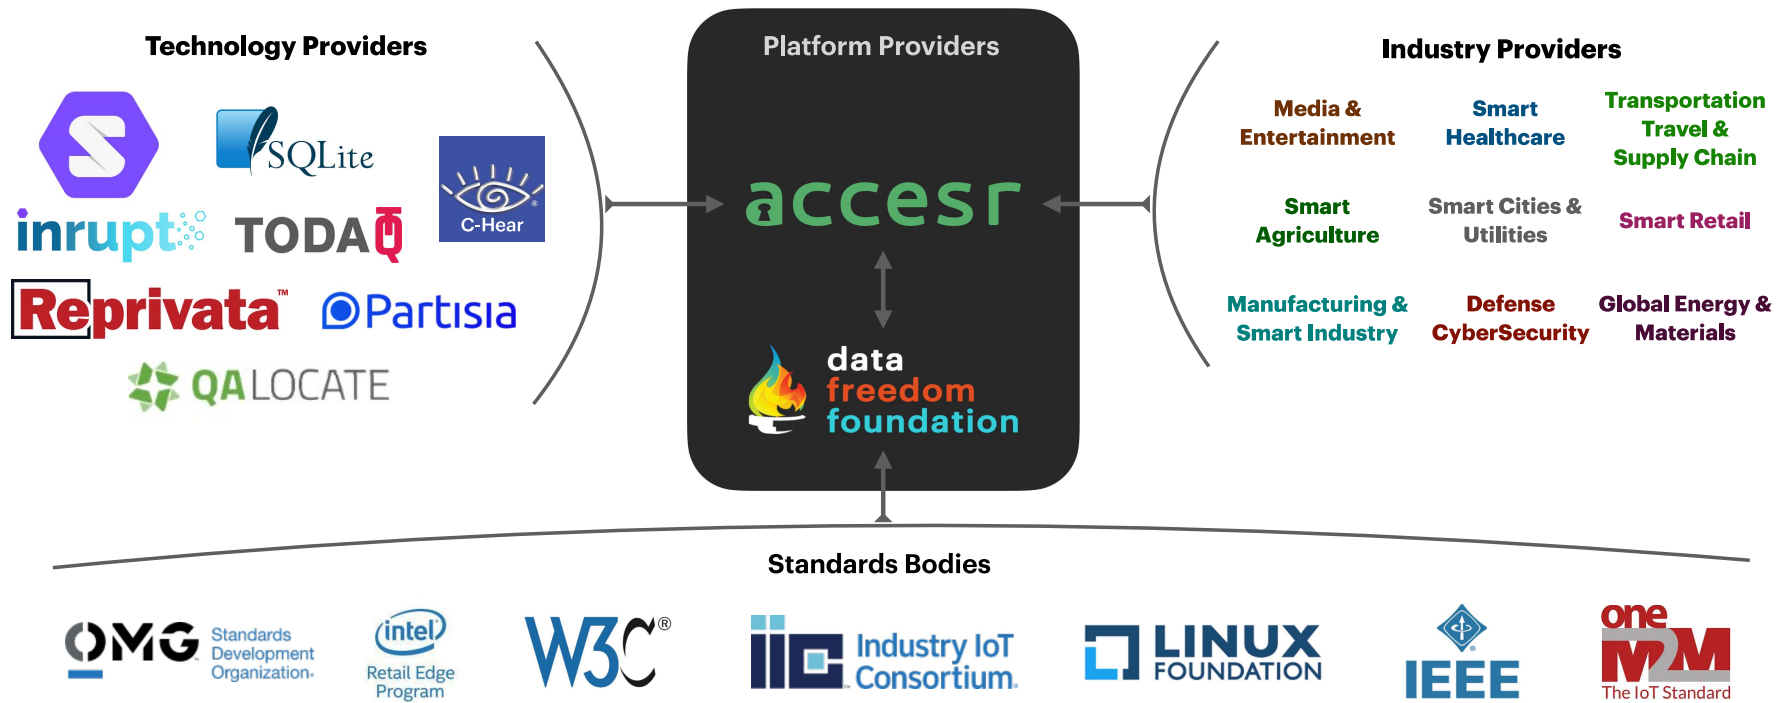 Technology Providers
SQLite
C-Hear
®
inrupt
TODAQ
Reprivata™
Partisia
QALOCATE
Platform Providers
accesr
data
freedom
foundation
Industry Providers
Media &
Entertainment
Smart
Healthcare
Transportation
Travel &
Supply Chain
Smart
Agriculture
Smart Cities &
Utilities
Smart Retail
Manufacturing &
Smart Industry
Defense
CyberSecurity
Global Energy &
Materials
Standards Bodies
OMG
Standards
Development
Organization
intel
Retail Edge
Program
W3C®
iic
Industry IoT
Consortium
LINUX
FOUNDATION
IEEE
one
M2M
The IoT Standard